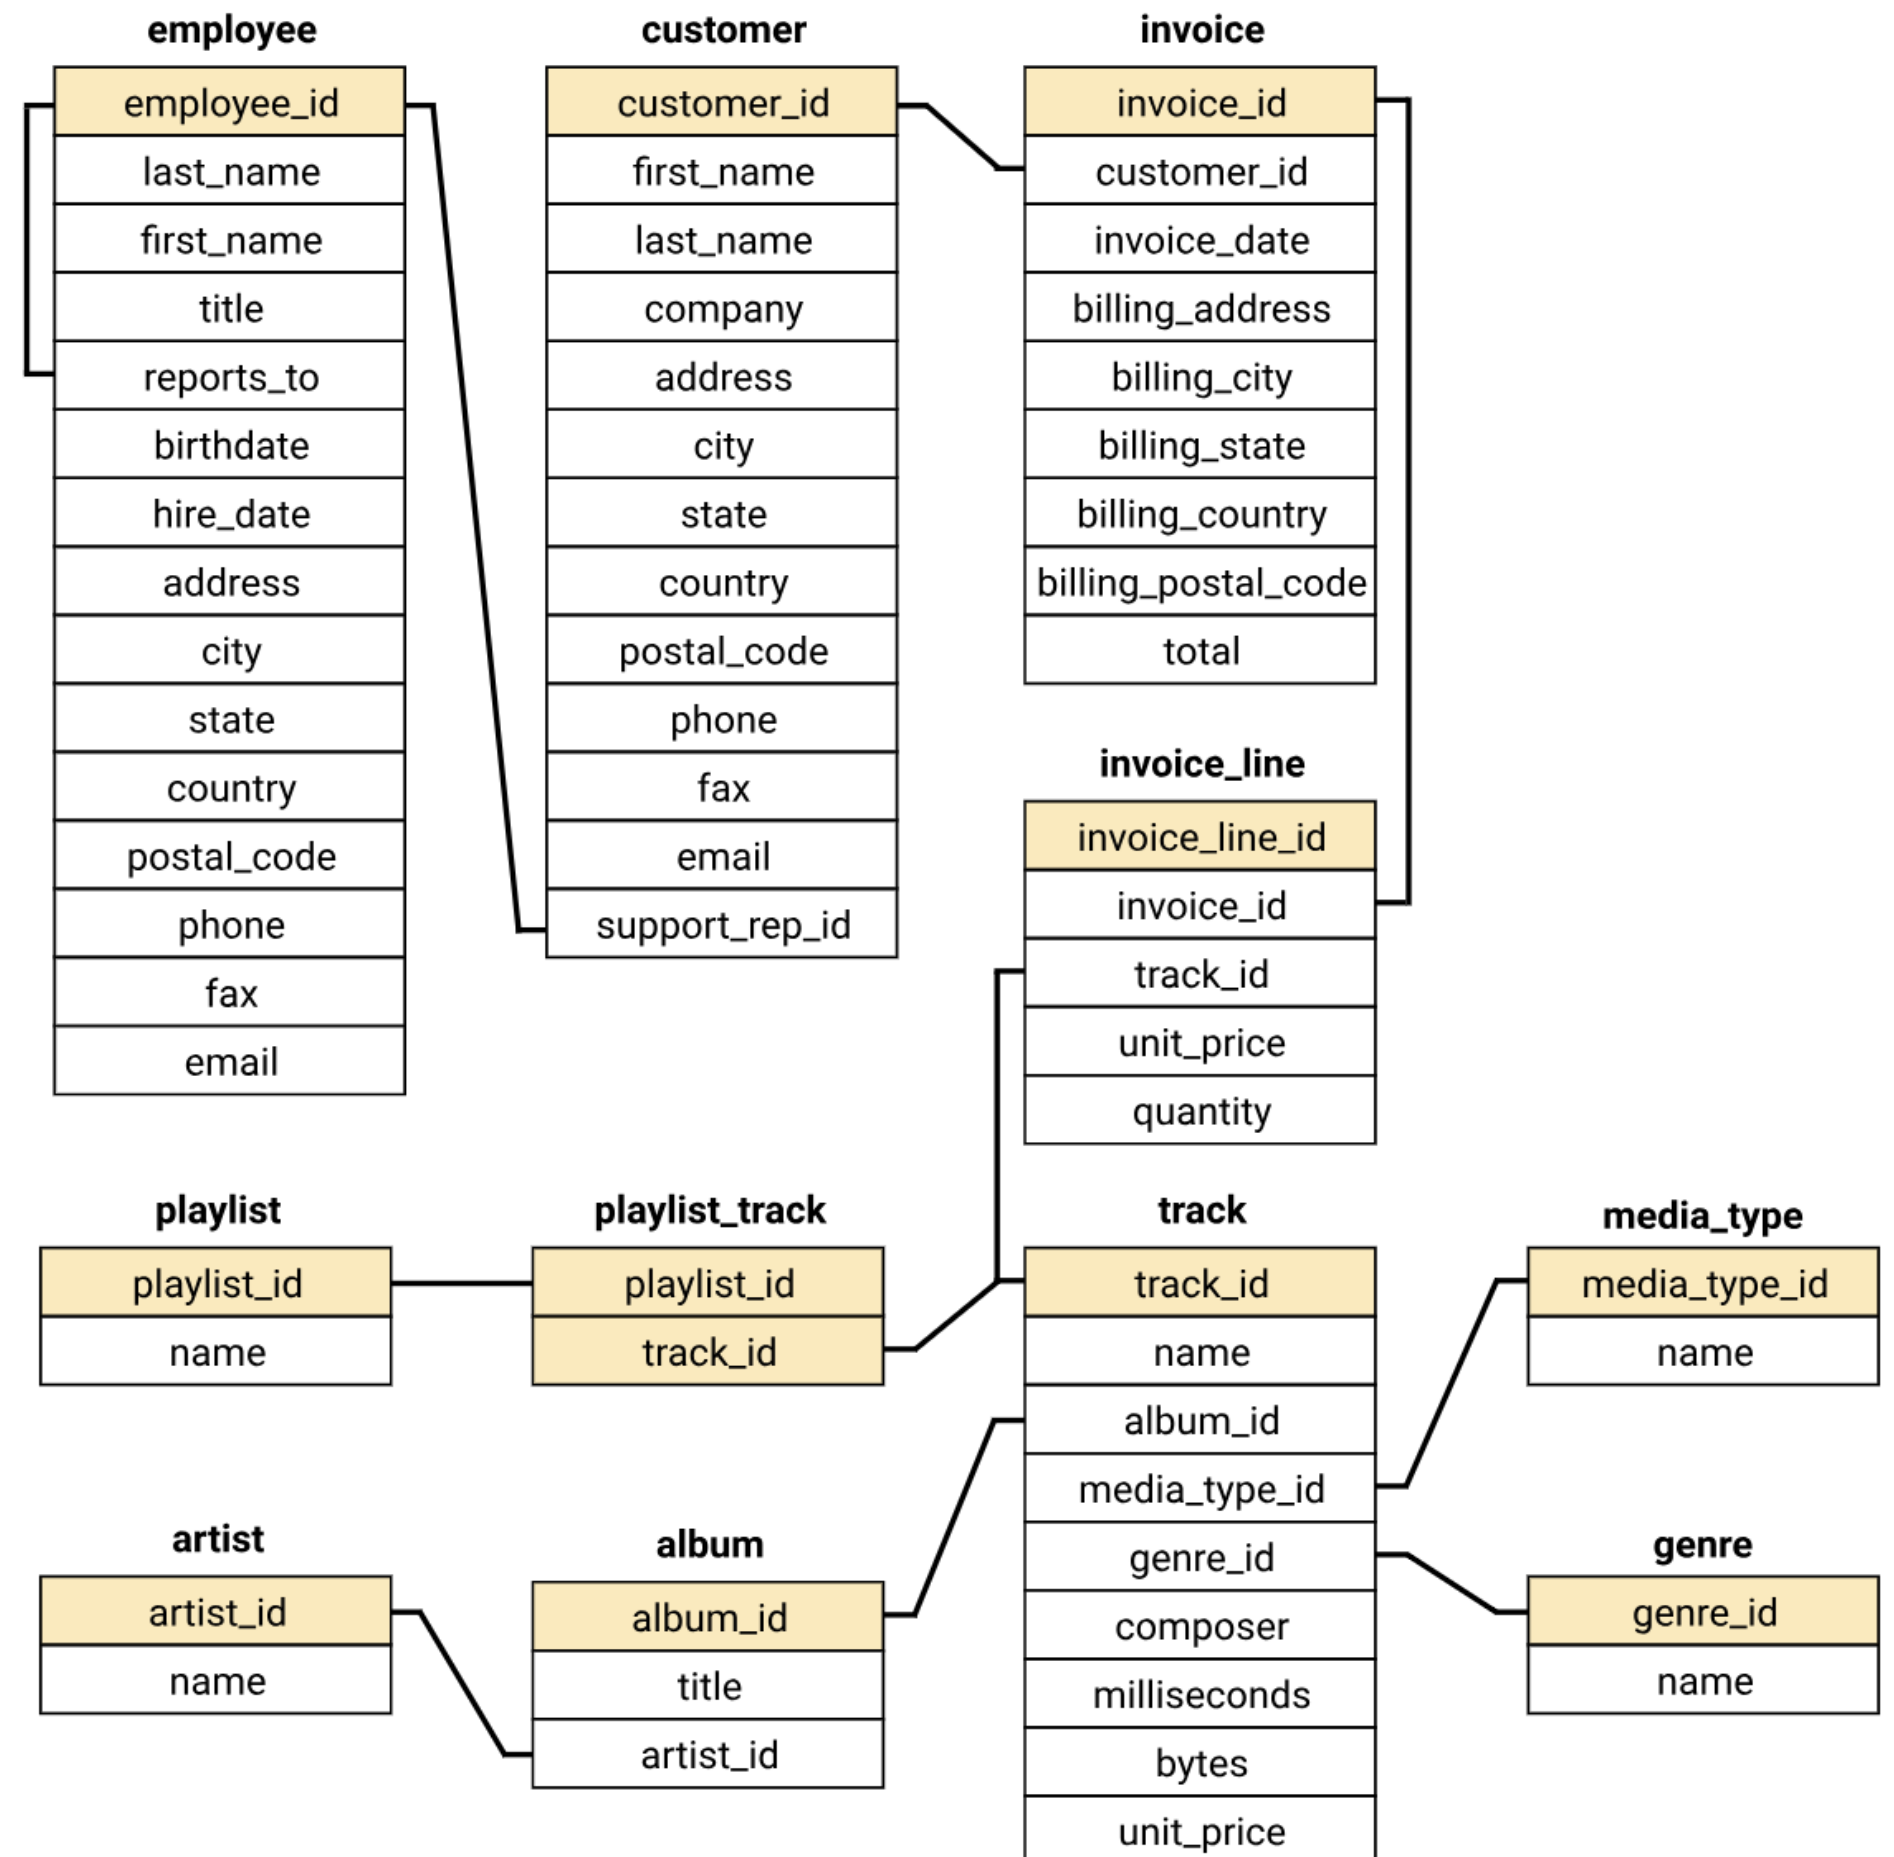 employee
employee_id
last_name
first_name
title
reports_to
birthdate
hire_date
address
city
state
country
postal_code
phone
fax
email
customer
customer_id
first_name
last_name
company
address
city
state
country
postal_code
phone
fax
email
support_rep_id
invoice
invoice_id
customer_id
invoice_date
billing_address
billing_city
billing_state
billing_country
billing_postal_code
total
invoice_line
invoice_line_id
invoice_id
track_id
unit_price
quantity
playlist
playlist_id
name
playlist_track
playlist_id
track_id
track
track_id
name
album_id
media_type_id
genre_id
composer
milliseconds
bytes
unit_price
media_type
media_type_id
name
artist
artist_id
name
album
album_id
title
artist_id
genre
genre_id
name